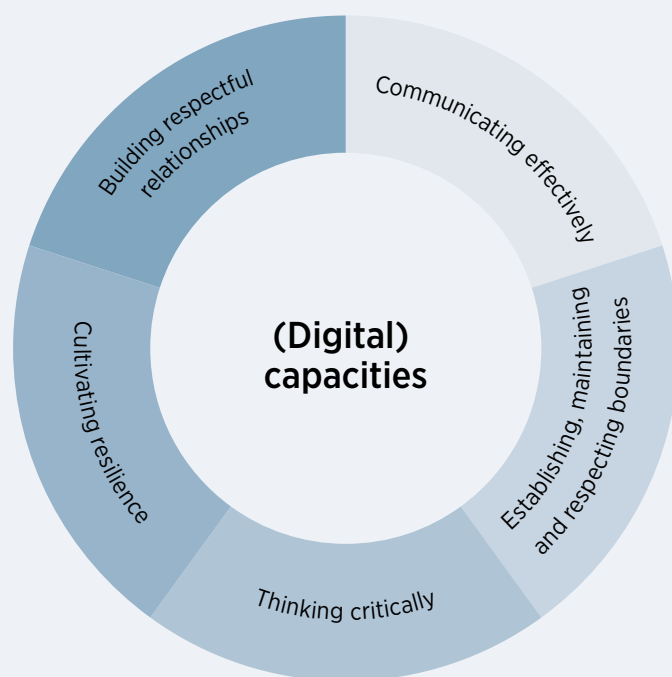 (Digital)
capacities
Communicating effectively
Establishing, maintaining
and respecting boundaries
Thinking critically
Cultivating resilience
Building respectful
relationships